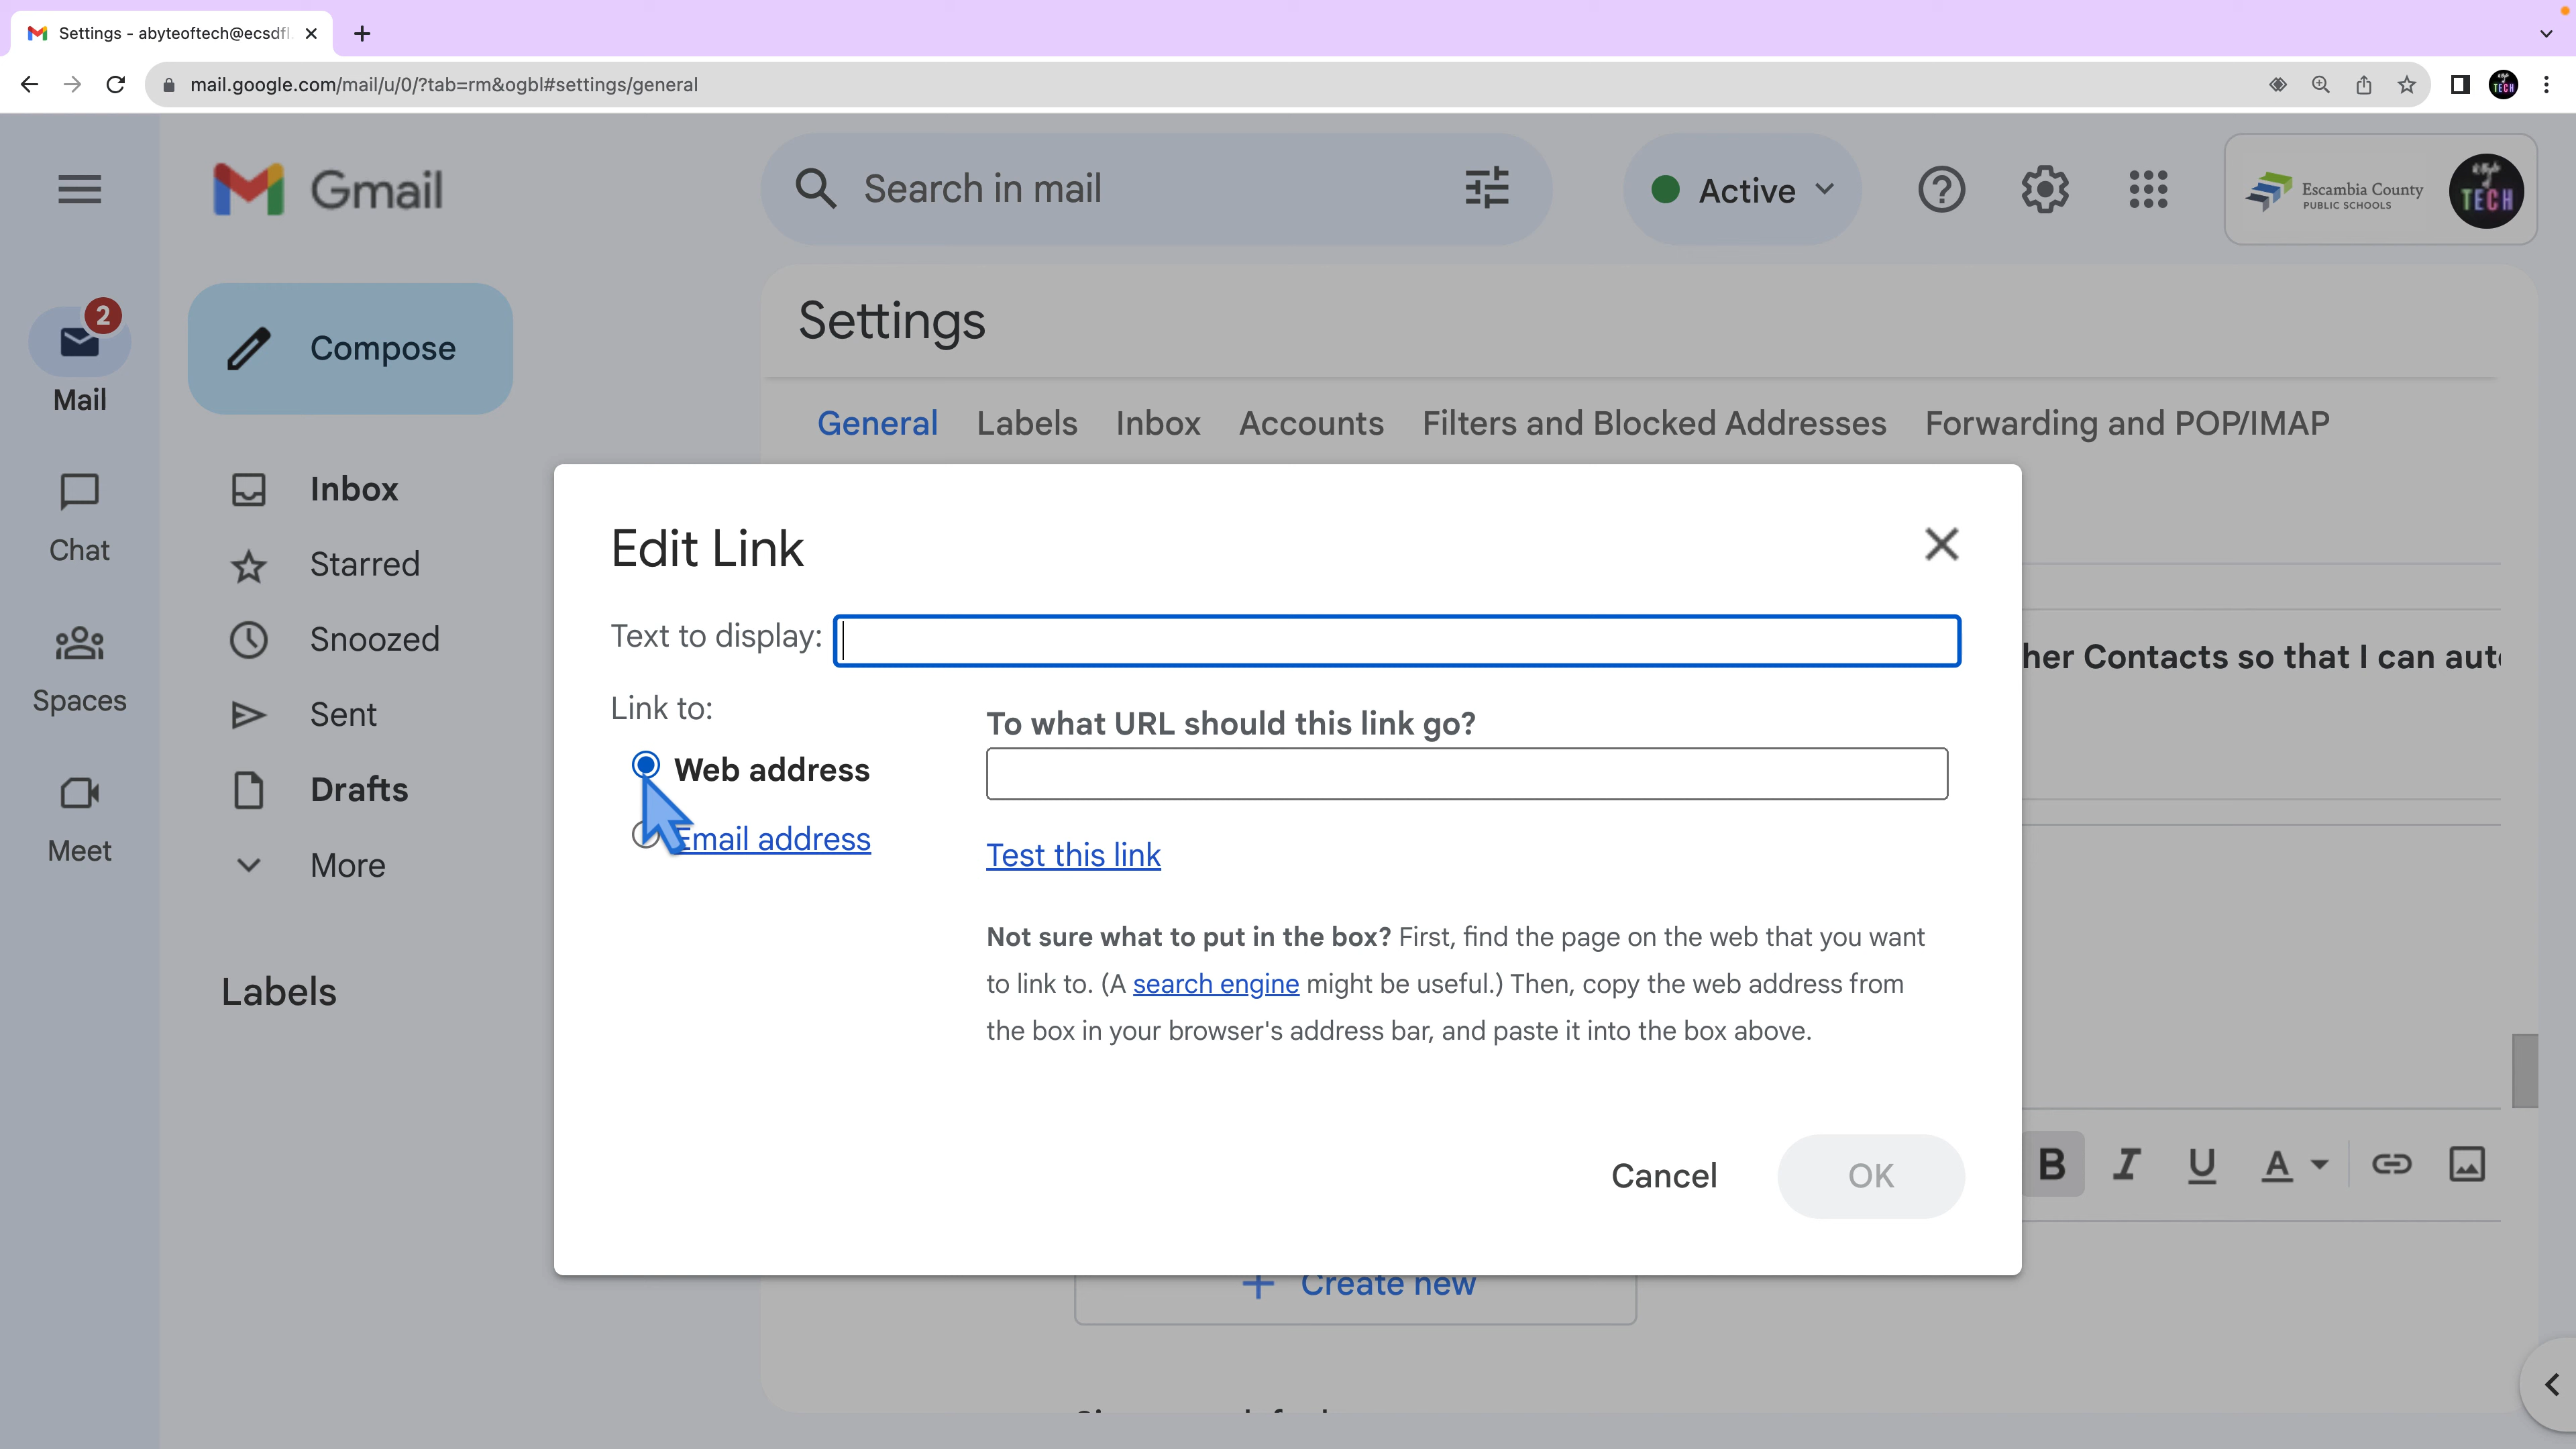 Settings - abyteoftech@ecsdfl.
mail.google.com/mail/u/0/?tab=rm&ogbl#settings/general
Gmail
Search in mail
Active
Escambia County
PUBLIC SCHOOLS
TECH
2
Mail
Chat
Spaces
Meet
Compose
Inbox
Starred
Snoozed
Sent
Drafts
More
Labels
Settings
General Labels Inbox Accounts Filters and Blocked Addresses Forwarding and POP/IMAP
her Contacts so that I can aut
Edit Link
Text to display:
Link to:
Web address
Email address
To what URL should this link go?
Test this link
Not sure what to put in the box? First, find the page on the web that you want
to link to. (A search engine might be useful.) Then, copy the web address from
the box in your browser's address bar, and paste it into the box above.
Cancel OK
B I U A
+ Create new